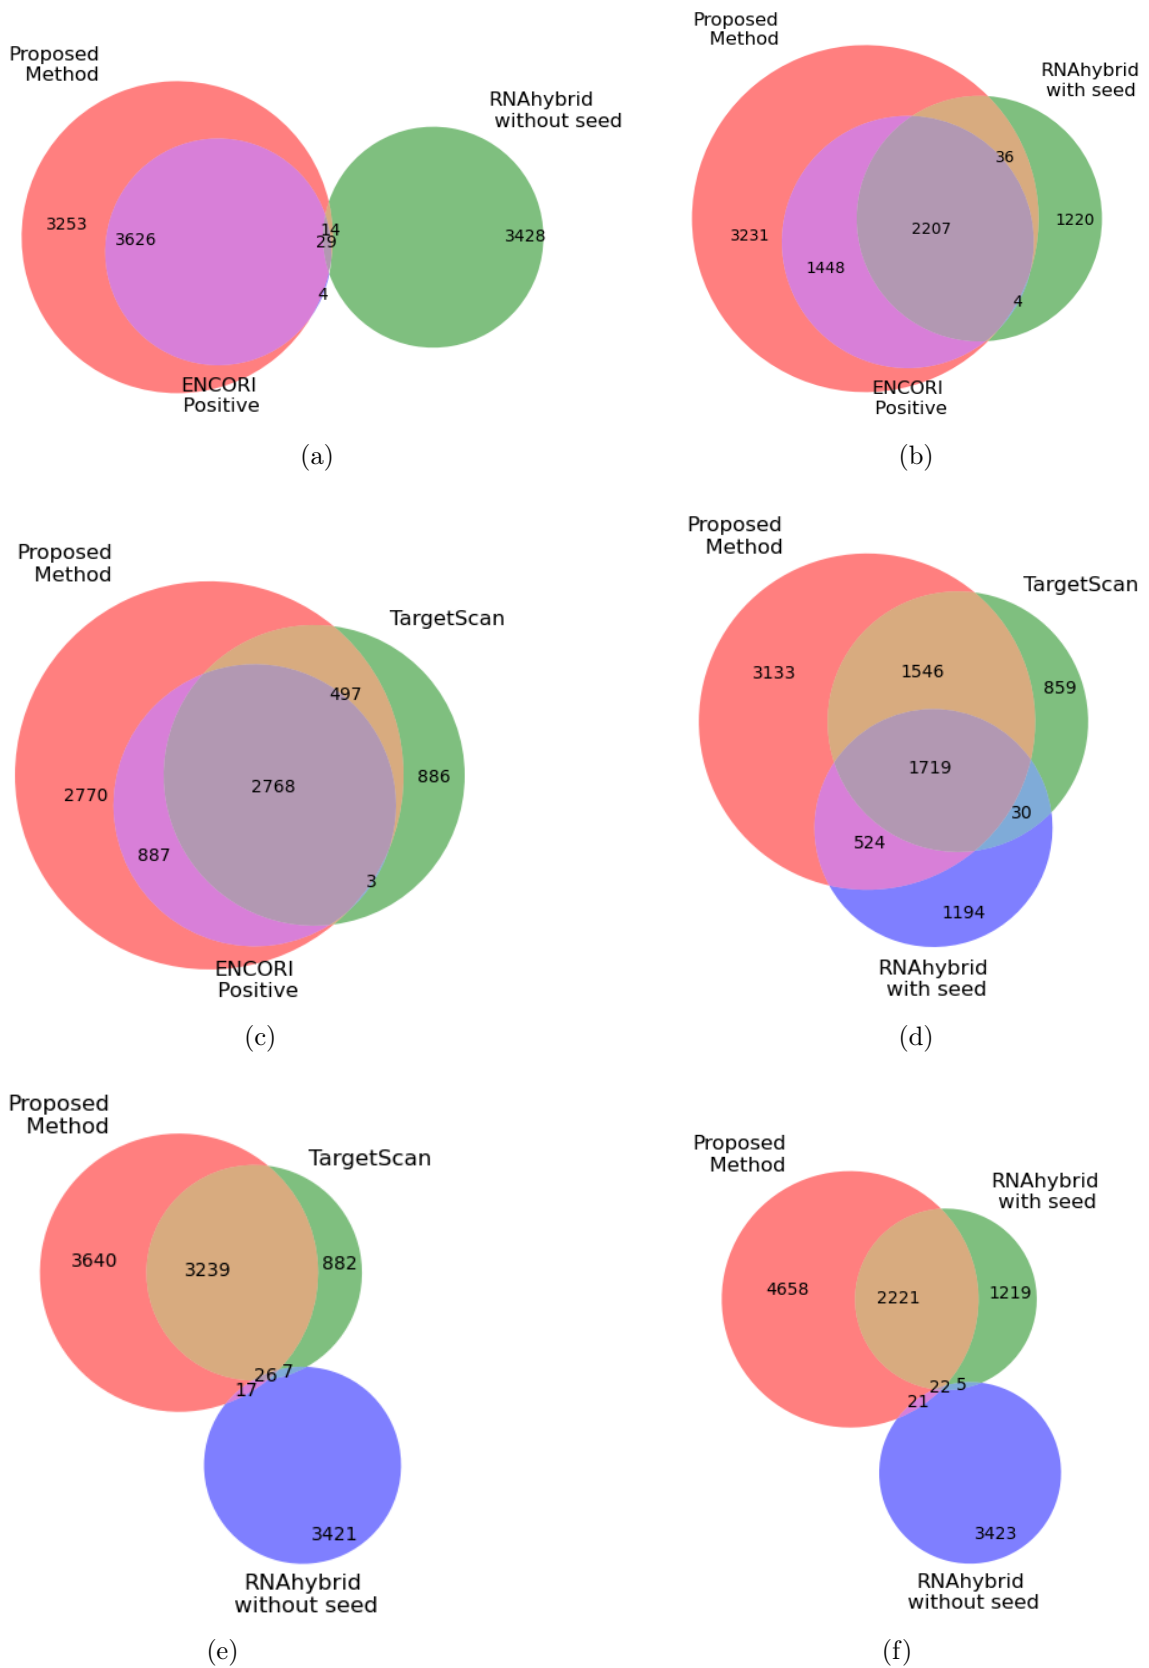 Proposed
Method
RNAhybrid
without seed
3253
3626
14
29
3428
4
ENCORI
Positive
(a)
Proposed
Method
RNAhybrid
with seed
36
1220
2207
3231
1448
4
ENCORI
Positive
(b)
Proposed
Method
TargetScan
497
886
2768
2770
887
3
ENCORI
Positive
(c)
Proposed
Method
TargetScan
3133
1546
859
1719
30
524
1194
RNAhybrid
with seed
(d)
Proposed
Method
TargetScan
3640
3239
882
26
7
17
3421
RNAhybrid
without seed
(e)
Proposed
Method
RNAhybrid
with seed
4658
2221
1219
22
5
21
3423
RNAhybrid
without seed
(f)